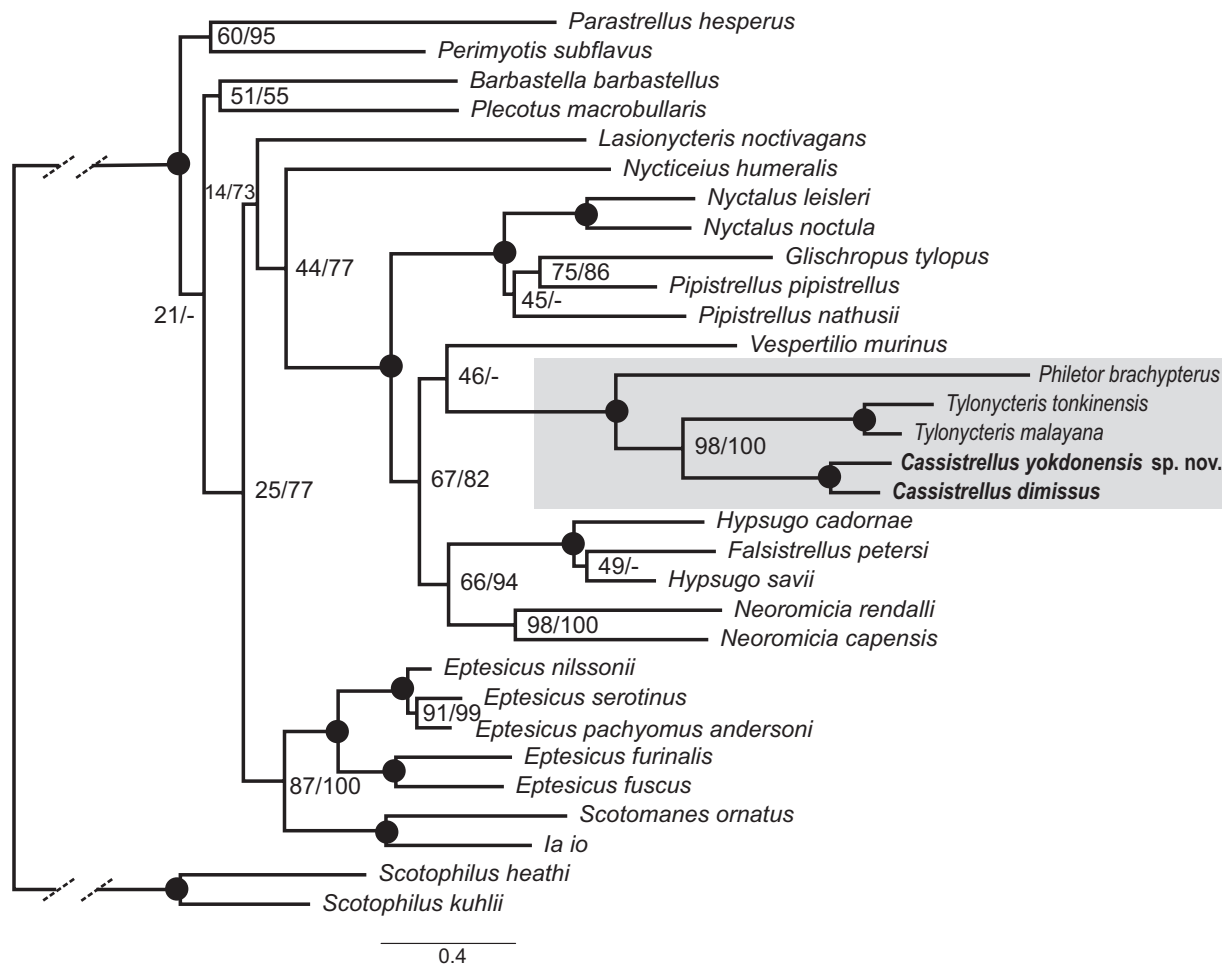 Parastrellus hesperus
60/95
Perimyotis subflavus
Barbastella barbastellus
51/55
Plecotus macrobullaris
Lasionycteris noctivagans
Nycticeius humeralis
14/73
Nyctalus leisleri
Nyctalus noctula
Glischropus tylopus
44/77
75/86
Pipistrellus pipistrellus
45/-
21/-
Pipistrellus nathusii
Vespertilio murinus
46/-
Philetor brachypterus
Tylonycteris tonkinensis
Tylonycteris malayana
98/100
Cassistrellus yokdonensis sp. nov.
67/82
25/77
Cassistrellus dimissus
Hypsugo cadornae
Falsistrellus petersi
49/-
66/94
Hypsugo savii
Neoromicia rendalli
98/100
Neoromicia capensis
Eptesicus nilssonii
Eptesicus serotinus
91/99
Eptesicus pachyomus andersoni
Eptesicus furinalis
87/100
Eptesicus fuscus
Scotomanes ornatus
Ia io
Scotophilus heathi
Scotophilus kuhlii
0.4